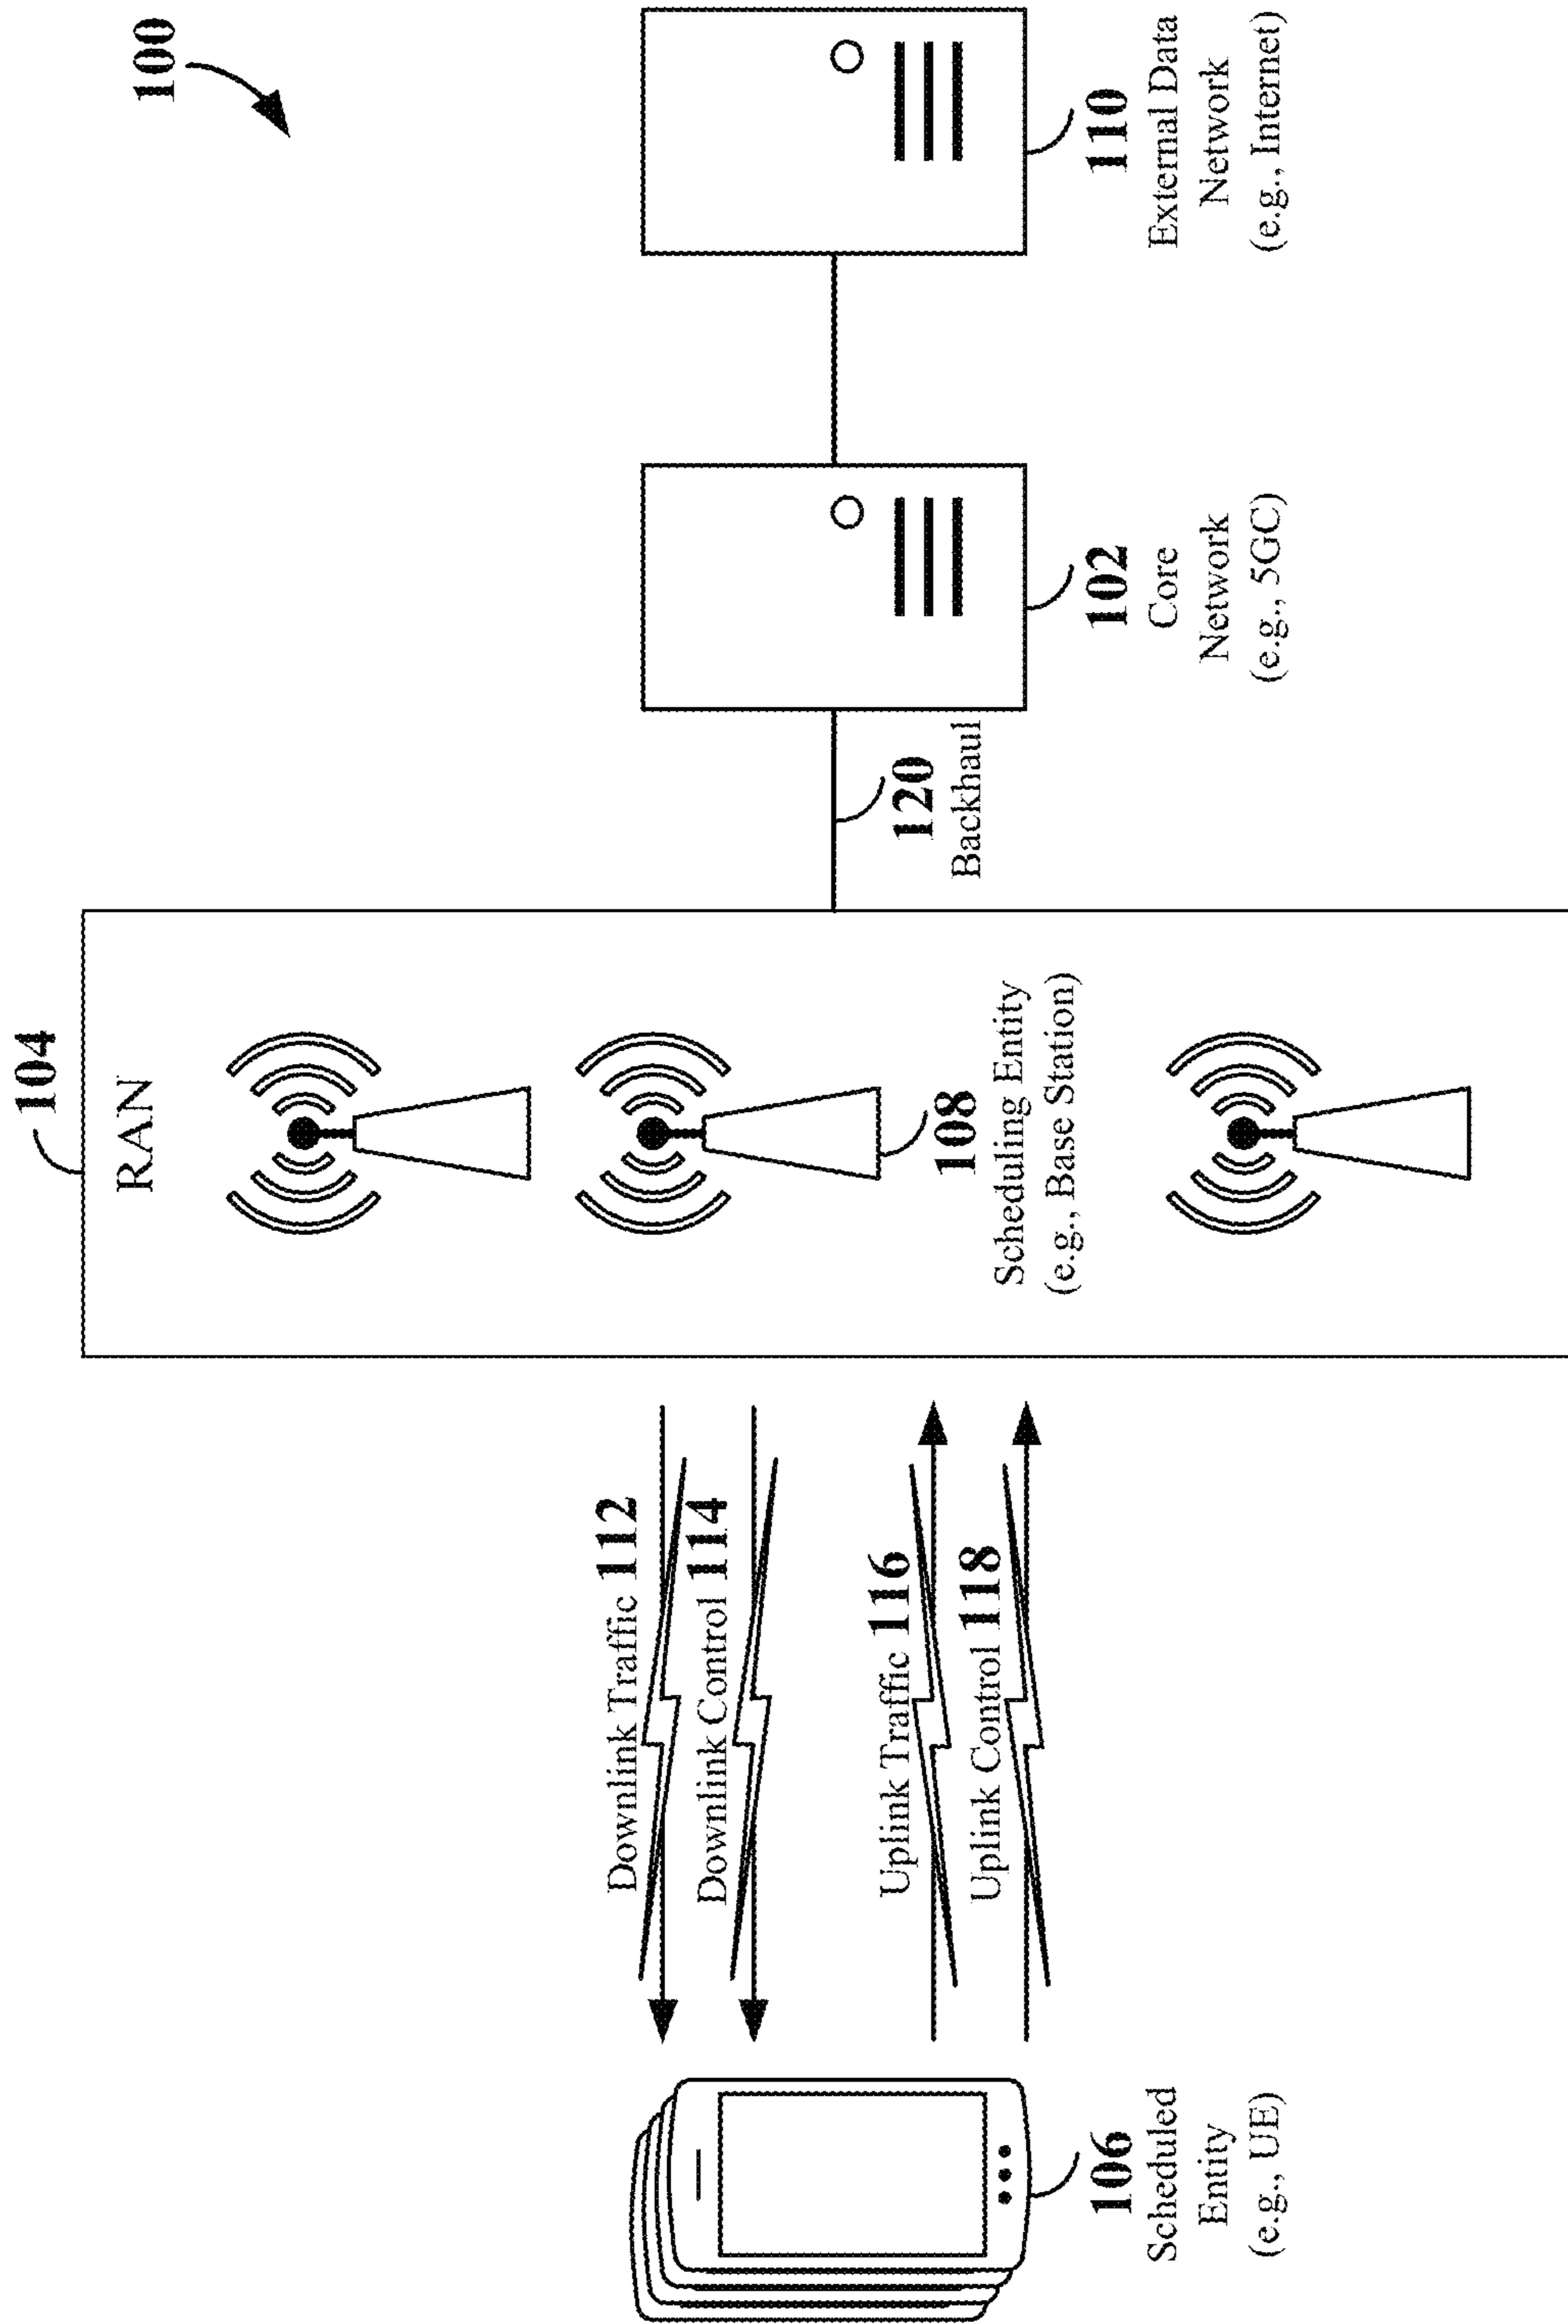 100
104
RAN
108
Scheduling Entity
(e.g., Base Station)
Downlink Traffic 112
Downlink Control 114
Uplink Traffic 116
Uplink Control 118
106
Scheduled
Entity
(e.g., UE)
120
Backhaul
102
Core
Network
(e.g., 5GC)
110
External Data
Network
(e.g., Internet)